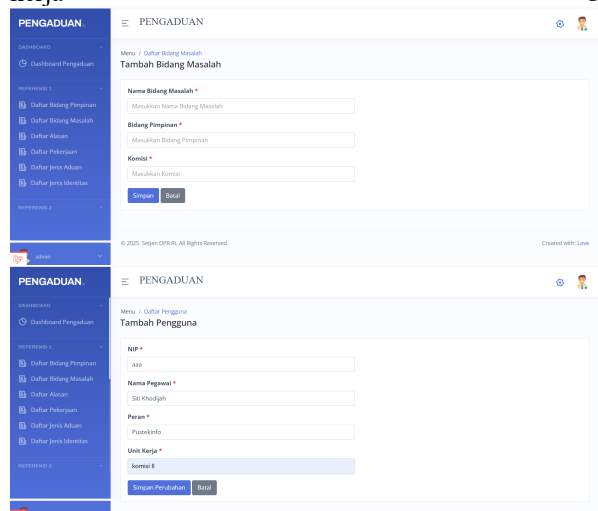 kerja
PENGADUAN.
PENGADUAN
DASHBOARD
Dashboard Pengaduan
REFERENSI 1
Daftar Bidang Pimpinan
Daftar Bidang Masalah
Daftar Alasan
Daftar Pekerjaan
Daftar Jenis Aduan
Daftar Jenis Identitas
REFERENSI 2
admin
Menu / Daftar Bidang Masalah
Tambah Bidang Masalah
Nama Bidang Masalah *
Masukkan Nama Bidang Masalah
Bidang Pimpinan *
Masukkan Bidang Pimpinan
Komisi *
Masukkan Komisi
Simpan Batal
© 2025. Setjen DPR RI. All Rights Reserved.
Created with: Love
PENGADUAN.
PENGADUAN
DASHBOARD
Dashboard Pengaduan
REFERENSI 1
Daftar Bidang Pimpinan
Daftar Bidang Masalah
Daftar Alasan
Daftar Pekerjaan
Daftar Jenis Aduan
Daftar Jenis Identitas
REFERENSI 2
Menu / Daftar Pengguna
Tambah Pengguna
NIP *
aaa
Nama Pegawai *
Siti Khodijah
Peran *
Pustekinfo
Unit Kerja *
komisi II
Simpan Perubahan Batal